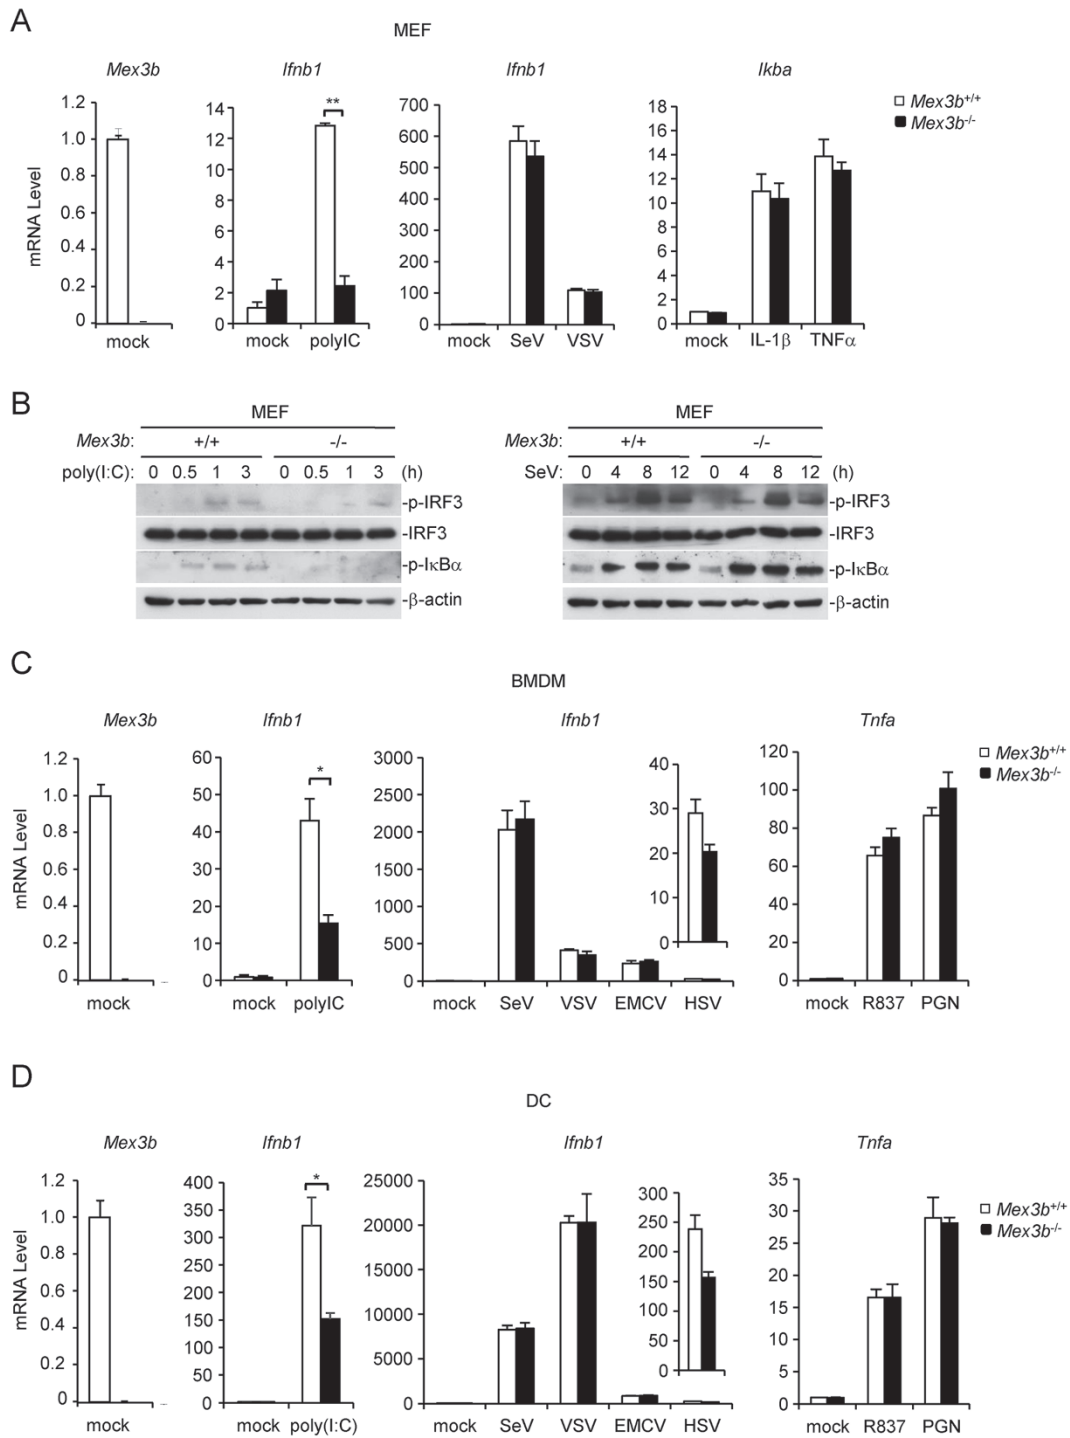 A
MEF
Mex3b Ifnb1 Ifnb1 Ikba
Mex3b+/+
Mex3b-/-
mRNA Level
1.2
1.0
0.8
0.6
0.4
0.2
0
mock
14
12
10
8
6
4
2
0
**
mock polyIC
700
600
500
400
300
200
100
0
mock SeV VSV
18
16
14
12
10
8
6
4
2
0
mock IL-1β TNFα
B
MEF
Mex3b: +/+ -/-
poly(I:C): 0 0.5 1 3 0 0.5 1 3 (h)
-p-IRF3
-IRF3
-p-IκBα
-β-actin
MEF
Mex3b: +/+ -/-
SeV: 0 4 8 12 0 4 8 12 (h)
-p-IRF3
-IRF3
-p-IκBα
-β-actin
C
BMDM
Mex3b Ifnb1 Ifnb1 Tnfa
Mex3b+/+
Mex3b-/-
mRNA Level
1.2
1.0
0.8
0.6
0.4
0.2
0
mock
60
50
40
30
20
10
0
*
mock polyIC
3000
2500
2000
1500
1000
500
0
mock SeV VSV EMCV HSV
40
30
20
10
0
120
100
80
60
40
20
0
mock R837 PGN
D
DC
Mex3b Ifnb1 Ifnb1 Tnfa
Mex3b+/+
Mex3b-/-
mRNA Level
1.2
1.0
0.8
0.6
0.4
0.2
0
mock
400
350
300
250
200
150
100
50
0
*
mock poly(I:C)
25000
20000
15000
10000
5000
0
mock SeV VSV EMCV HSV
300
250
200
150
100
50
0
35
30
25
20
15
10
5
0
mock R837 PGN